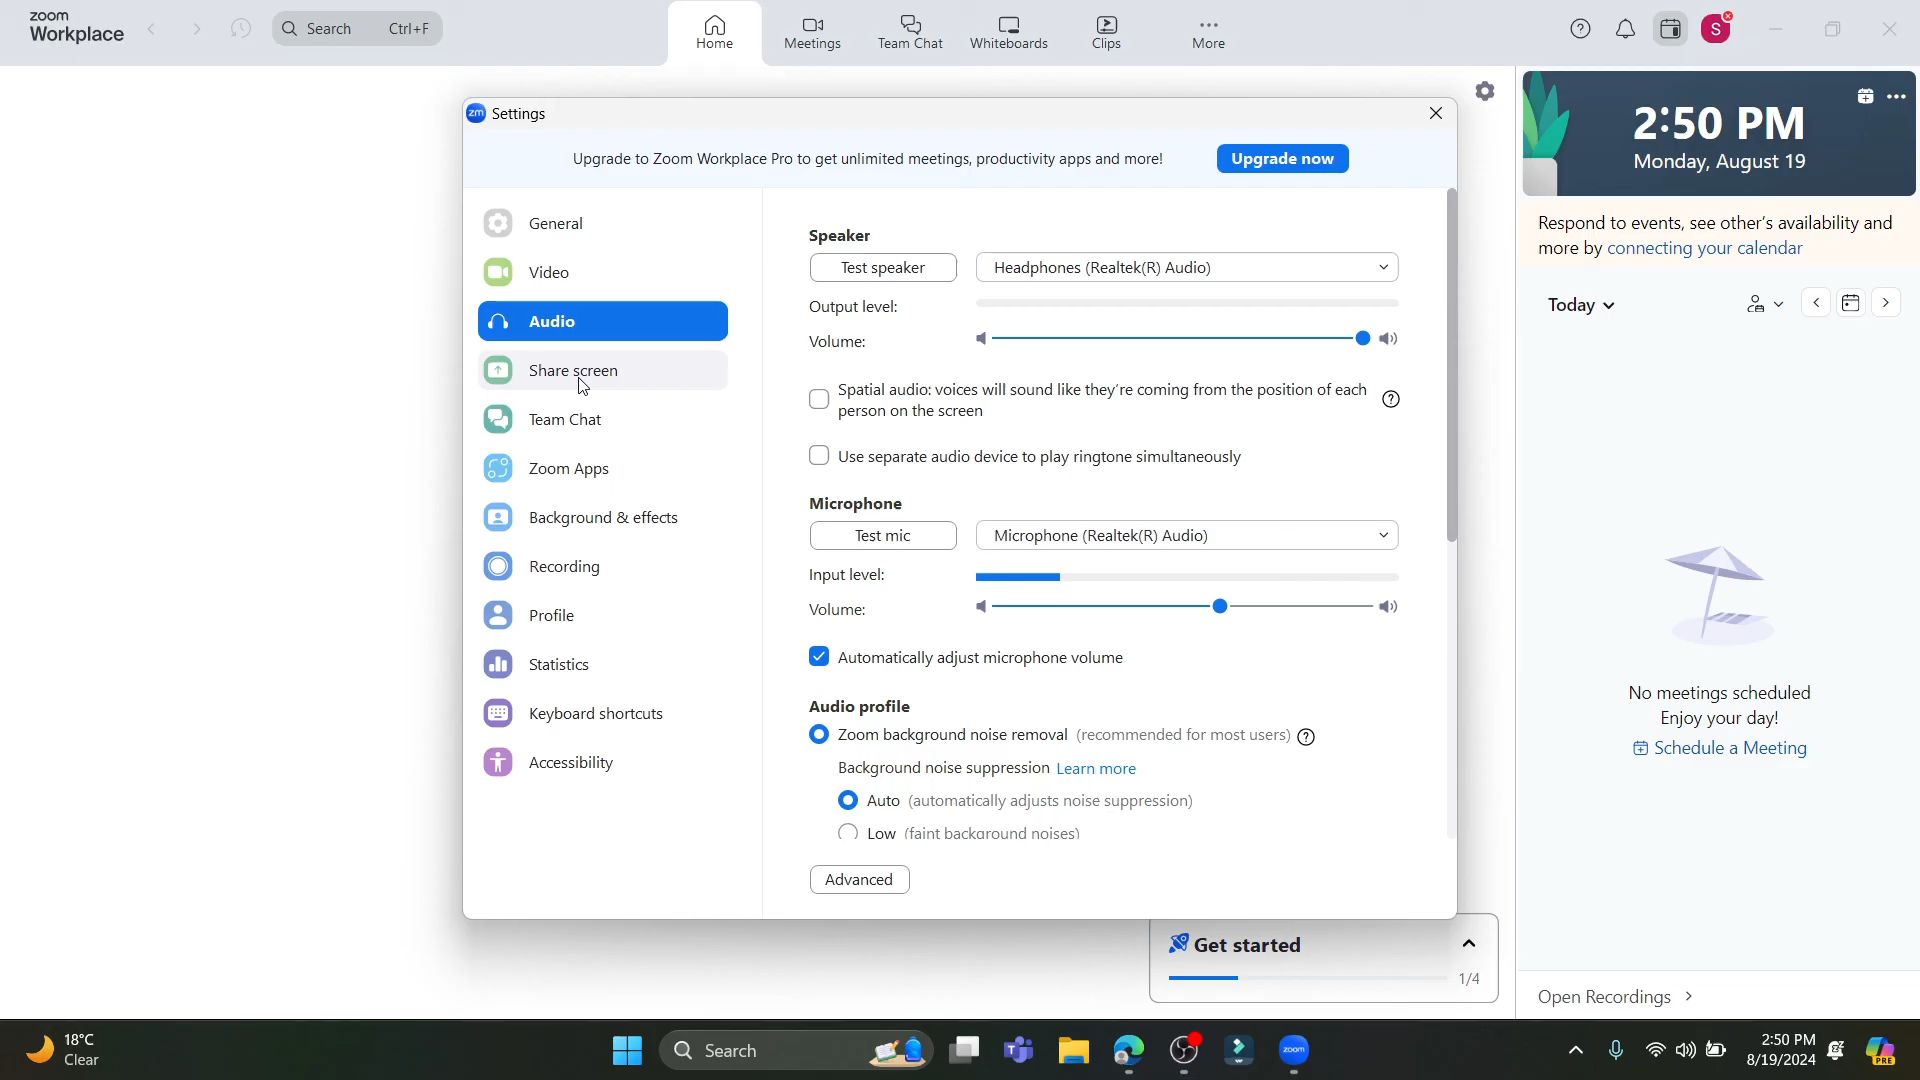 zoom
Workplace
Search Ctrl+F
Home
Meetings
Team Chat
Whiteboards
Clips
More
S
zm Settings
Upgrade to Zoom Workplace Pro to get unlimited meetings, productivity apps and more!
Upgrade now
General
Video
Audio
Share screen
Team Chat
Zoom Apps
Background & effects
Recording
Profile
Statistics
Keyboard shortcuts
Accessibility
Speaker
Test speaker
Headphones (Realtek(R) Audio)
Output level:
Volume:
Spatial audio: voices will sound like they're coming from the position of each
person on the screen
Use separate audio device to play ringtone simultaneously
Microphone
Test mic
Microphone (Realtek(R) Audio)
Input level:
Volume:
Automatically adjust microphone volume
Audio profile
Zoom background noise removal (recommended for most users)
Background noise suppression Learn more
Auto (automatically adjusts noise suppression)
Low (faint background noises)
Advanced
2:50 PM
Monday, August 19
Respond to events, see other's availability and
more by connecting your calendar
Today
No meetings scheduled
Enjoy your day!
Schedule a Meeting
Get started
1/4
Open Recordings
18°C
Clear
Search
zoom
2:50 PM
8/19/2024
PRE